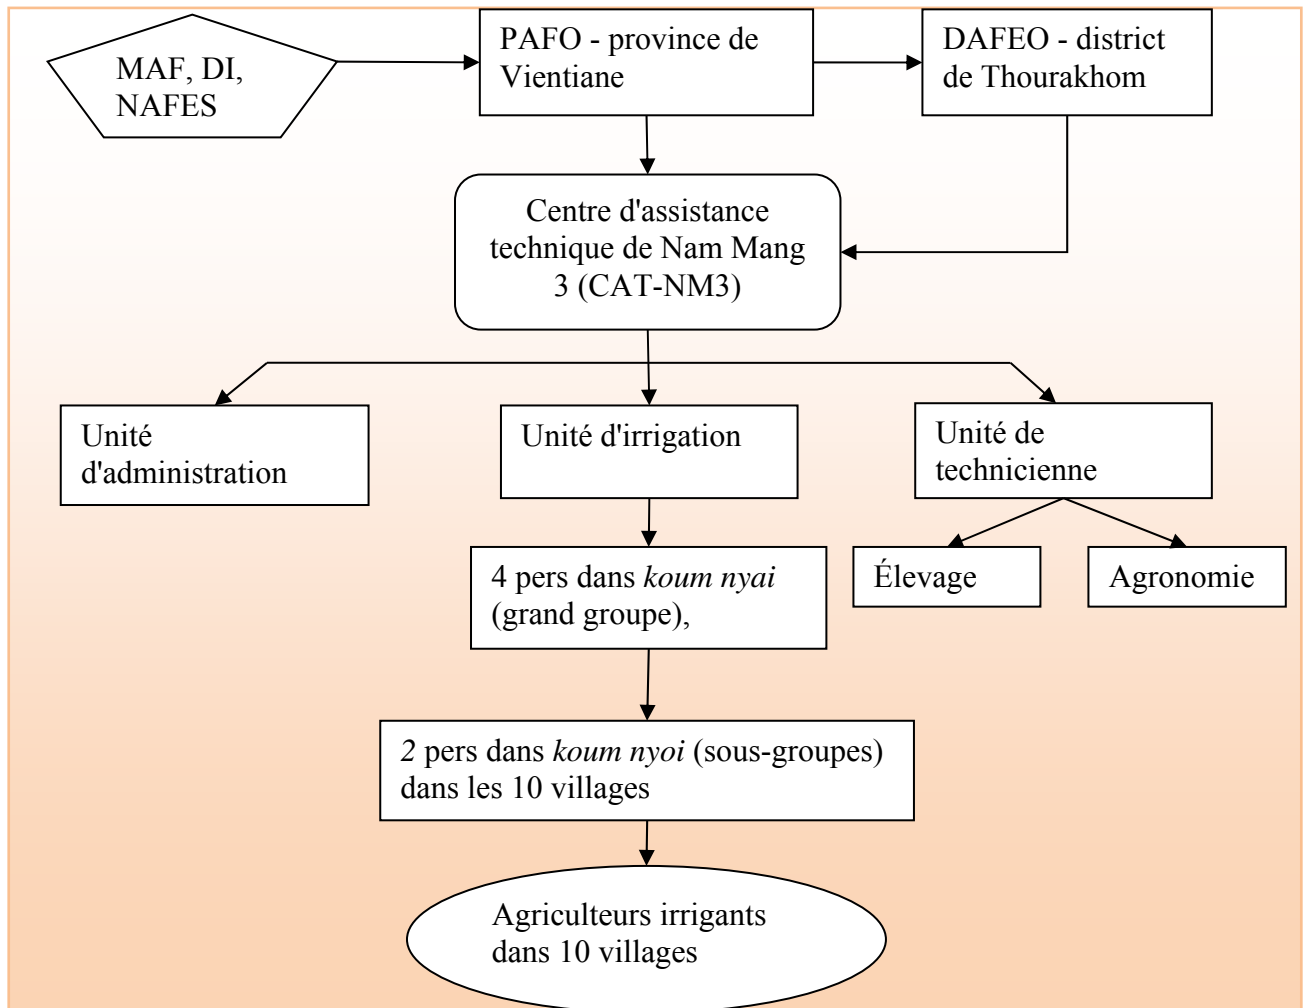 MAF, DI,
NAFES
PAFO - province de
Vientiane
DAFEO - district
de Thourakhom
Centre d'assistance
technique de Nam Mang
3 (CAT-NM3)
Unité
d'administration
Unité d'irrigation
Unité de
technicienne
Élevage
Agronomie
4 pers dans koum nyai
(grand groupe),
2 pers dans koum nyoi (sous-groupes)
dans les 10 villages
Agriculteurs irrigants
dans 10 villages